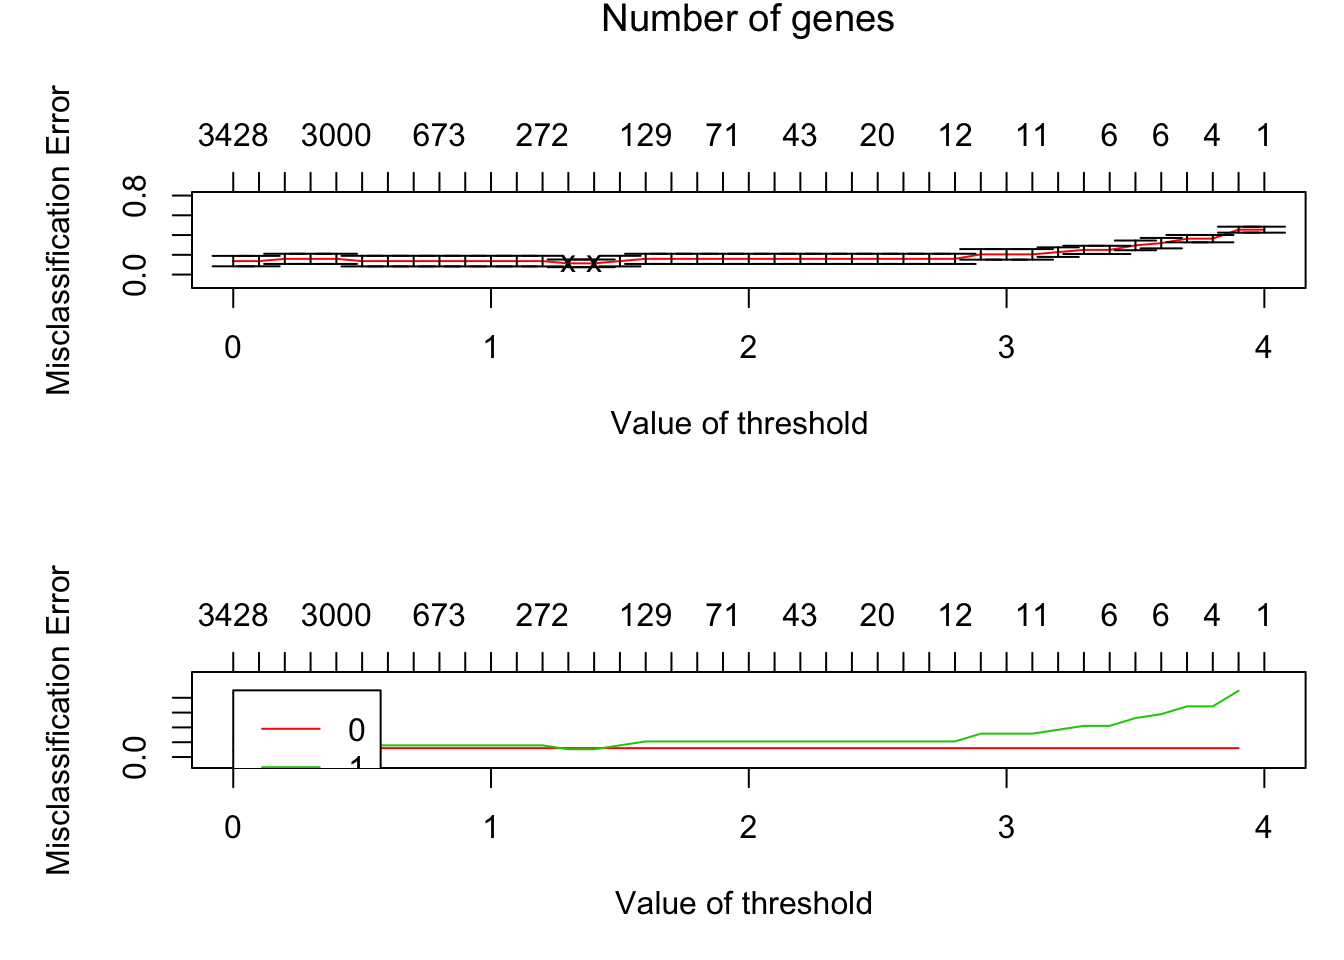 Number of genes
3428 3000 673 272 129 71 43 20 12 11 6 6 4 1
Misclassification Error
0.8
0.0
0 1 2 3 4
Value of threshold
3428 3000 673 272 129 71 43 20 12 11 6 6 4 1
Misclassification Error
0.0
0
1
0 1 2 3 4
Value of threshold